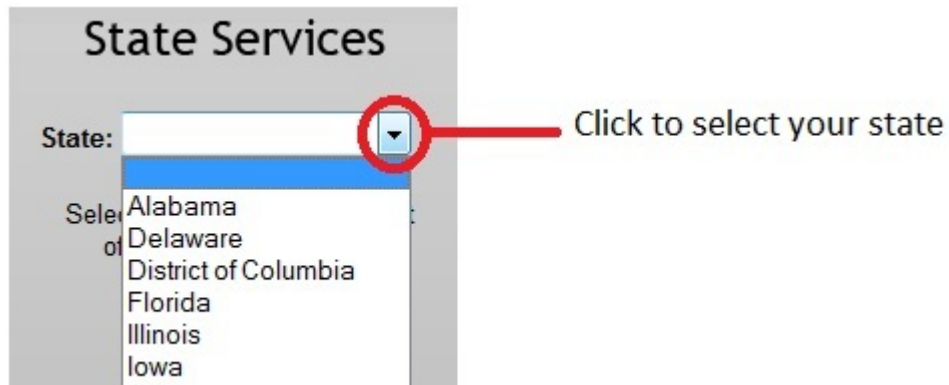 State Services
State:
Click to select your state
Alabama
Delaware
District of Columbia
Florida
Illinois
Iowa